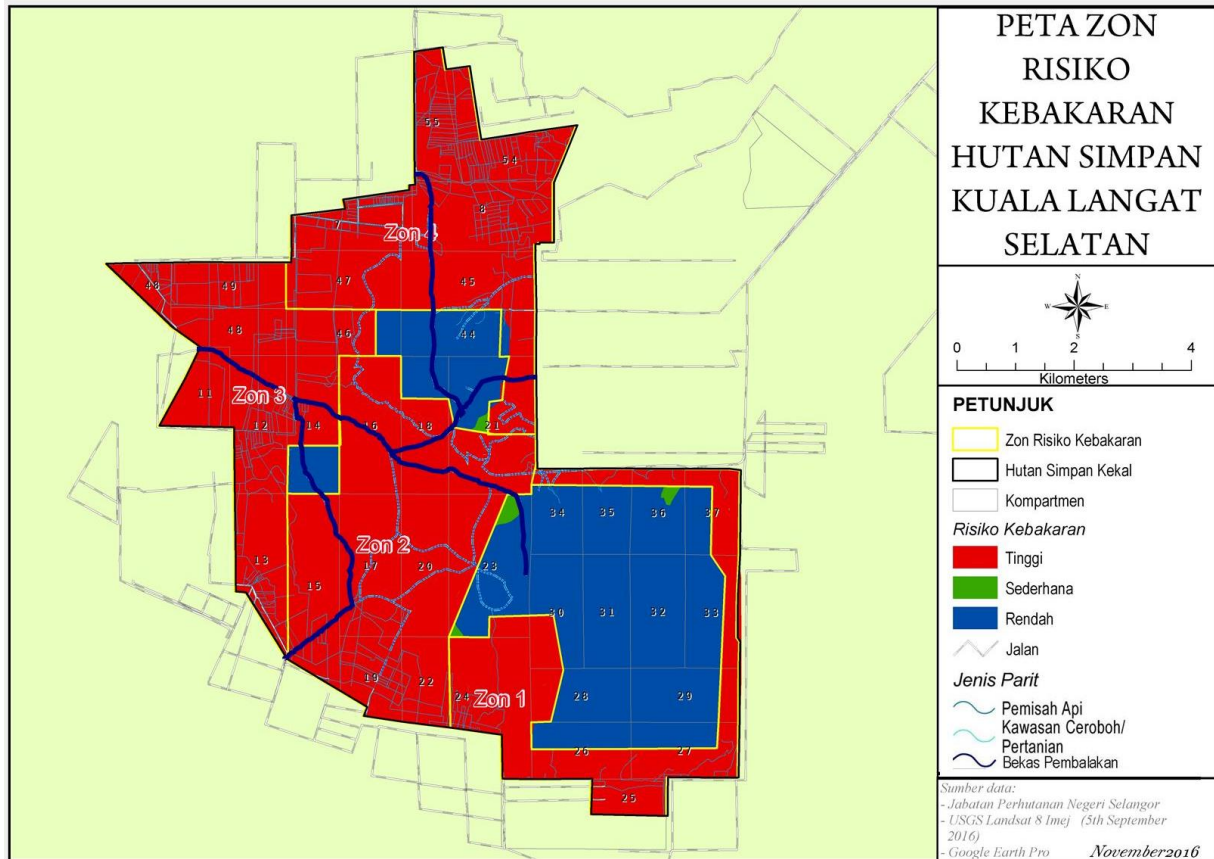 PETA ZON
RISIKO
KEBAKARAN
HUTAN SIMPAN
KUALA LANGAT
SELATAN
N
W E
S
0 1 2 4
Kilometers
PETUNJUK
Zon Risiko Kebakaran
Hutan Simpan Kekal
Kompartmen
Risiko Kebakaran
Tinggi
Sederhana
Rendah
Jalan
Jenis Parit
Pemisah Api
Kawasan Ceroboh/
Pertanian
Bekas Pembalakan
Sumber data:
- Jabatan Perhutanan Negeri Selangor
- USGS Landsat 8 Imej (5th September
2016)
- Google Earth Pro November2016
55
54
8
7
Zon 4
47 45
48 49
48 46 44
11 Zon 3
12 14 16 18 21
34 35 36 37
Zon 2
13 15 17 20 23
30 31 32 33
19 22 24 Zon 1 28 29
26 27
25